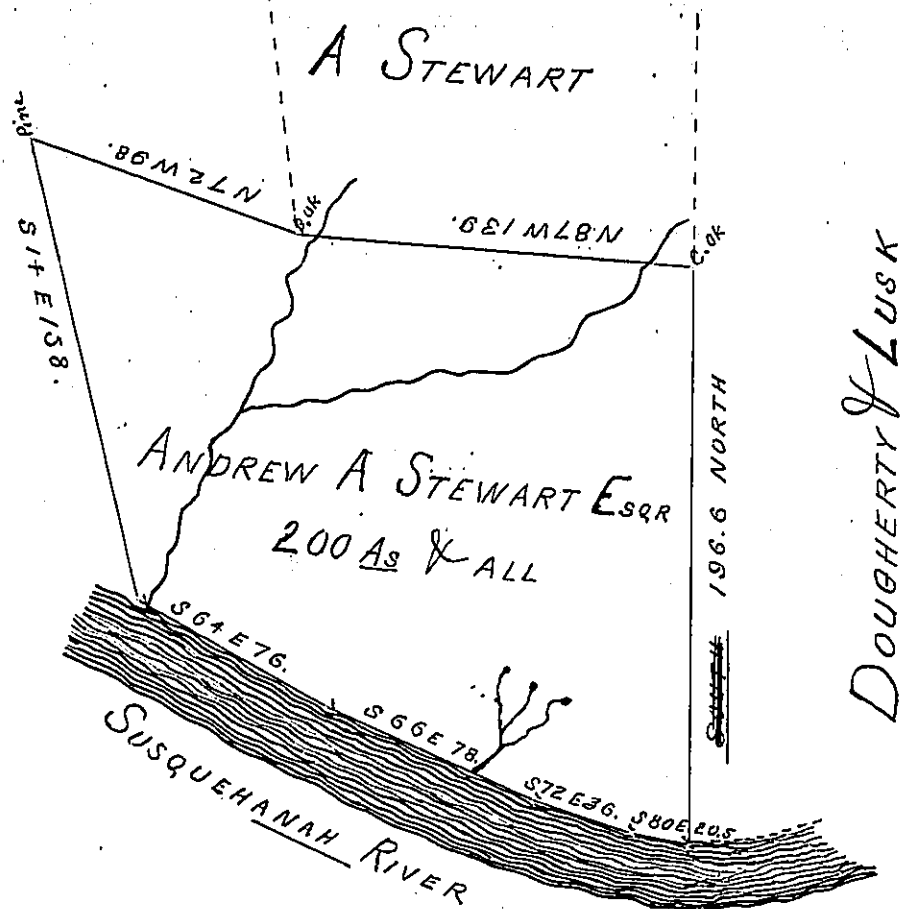 A STEWART
Pine
N 72 W 98.
B.ok
N 87 W 139.
C.ok
S 14 E 158.
196.6 NORTH
DOUGHERTY & LUSK
ANDREW A STEWART ESQR
200 As & ALL
S 64 E 76.
S 66 E 78.
S 72 E 36.
S 80 E 20.5
SUSQUEHANAH RIVER